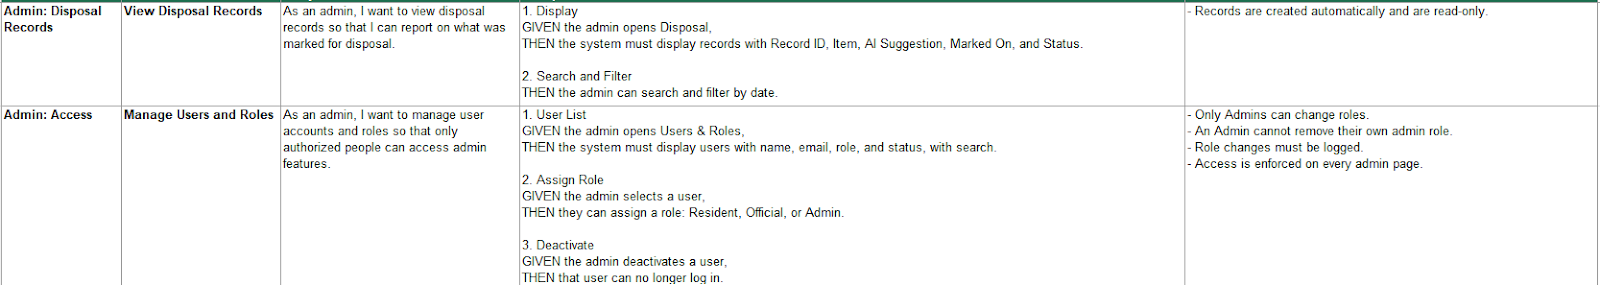 Admin: Disposal
Records
View Disposal Records
As an admin, I want to view disposal
records so that I can report on what was
marked for disposal.
1. Display
GIVEN the admin opens Disposal,
THEN the system must display records with Record ID, Item, AI Suggestion, Marked On, and Status.
2. Search and Filter
THEN the admin can search and filter by date.
- Records are created automatically and are read-only.
Admin: Access
Manage Users and Roles
As an admin, I want to manage user
accounts and roles so that only
authorized people can access admin
features.
1. User List
GIVEN the admin opens Users & Roles,
THEN the system must display users with name, email, role, and status, with search.
2. Assign Role
GIVEN the admin selects a user,
THEN they can assign a role: Resident, Official, or Admin.
3. Deactivate
GIVEN the admin deactivates a user,
THEN that user can no longer log in.
- Only Admins can change roles.
- An Admin cannot remove their own admin role.
- Role changes must be logged.
- Access is enforced on every admin page.